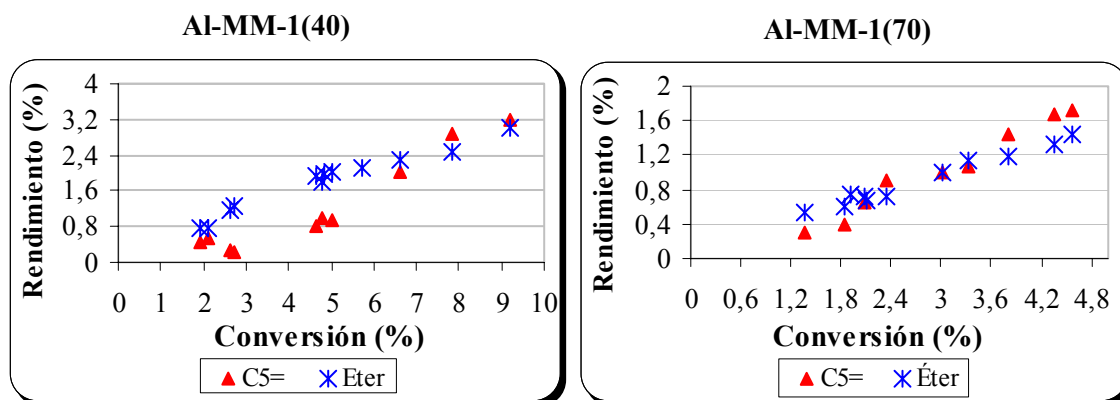 Al-MM-1(40)
Rendimiento (%)
4
3,2
2,4
1,6
0,8
0
0 1 2 3 4 5 6 7 8 9 10
Conversión (%)
C5= Eter
Al-MM-1(70)
Rendimiento (%)
2
1,6
1,2
0,8
0,4
0
0 0,6 1,2 1,8 2,4 3 3,6 4,2 4,8
Conversión (%)
C5= Éter